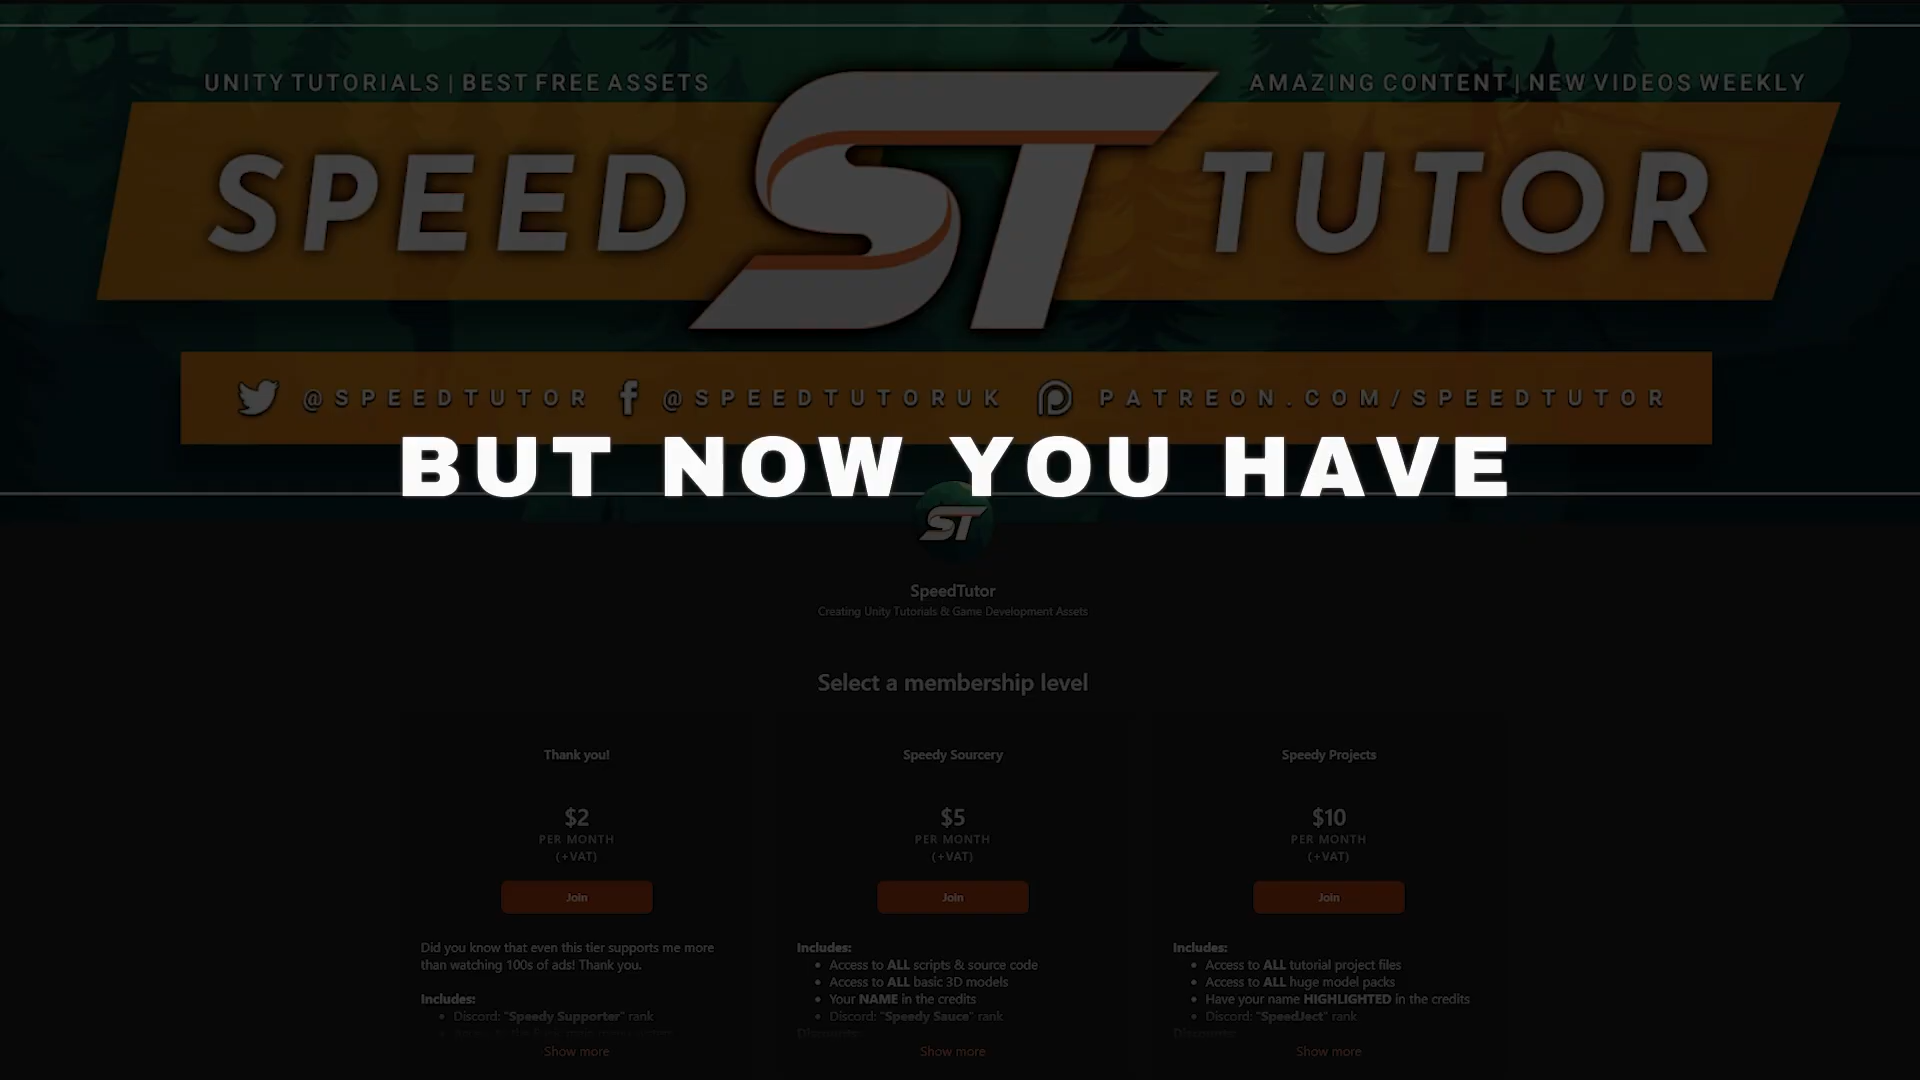 UNITY TUTORIALS | BEST FREE ASSETS
AMAZING CONTENT | NEW VIDEOS WEEKLY
SPEED ST TUTOR
@SPEEDTUTOR @SPEEDTUTORUK PATREON.COM/SPEEDTUTOR
BUT NOW YOU HAVE
ST
SpeedTutor
Creating Unity Tutorials & Game Development Assets
Select a membership level
Thank you!
$2
PER MONTH
(+VAT)
Join
Did you know that even this tier supports me more
than watching 100s of ads! Thank you.
Includes:
• Discord: "Speedy Supporter" rank
Show more
Speedy Sourcery
$5
PER MONTH
(+VAT)
Join
Includes:
• Access to ALL scripts & source code
• Access to ALL basic 3D models
• Your NAME in the credits
• Discord: "Speedy Sauce" rank
Discounts:
Show more
Speedy Projects
$10
PER MONTH
(+VAT)
Join
Includes:
• Access to ALL tutorial project files
• Access to ALL huge model packs
• Have your name HIGHLIGHTED in the credits
• Discord: "SpeedJect" rank
Discounts:
Show more